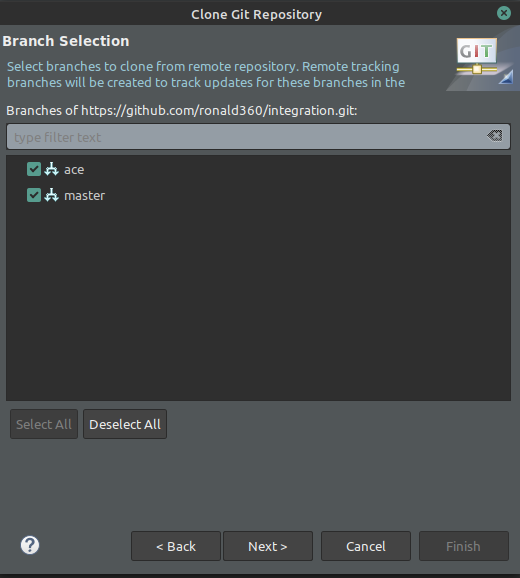 Clone Git Repository
Branch Selection
Select branches to clone from remote repository. Remote tracking
branches will be created to track updates for these branches in the
GIT
Branches of https://github.com/ronald360/integration.git:
type filter text
ace
master
Select All
Deselect All
?
< Back
Next >
Cancel
Finish